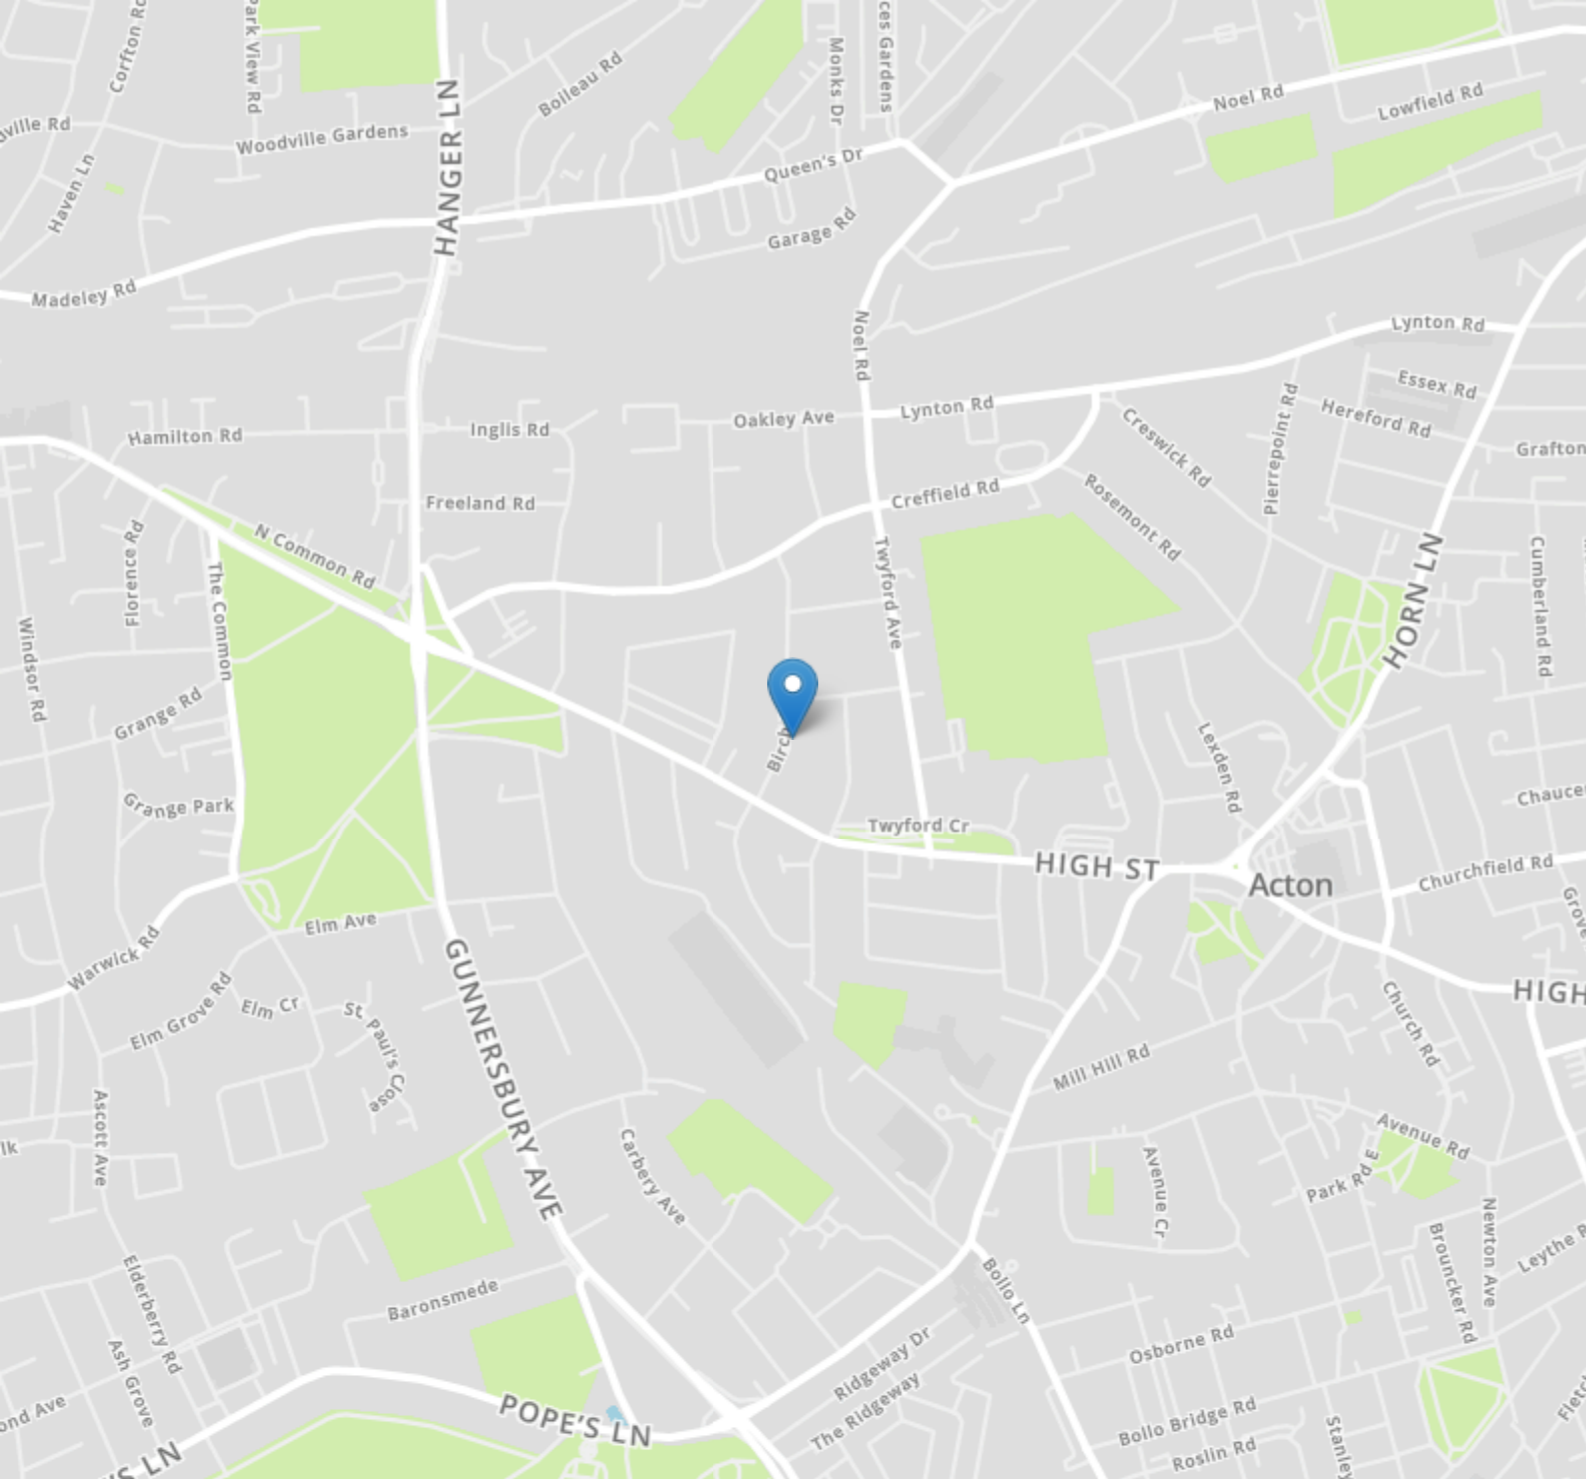 Corfton Rd
Park View Rd
HANGER LN
Boileau Rd
Monks Dr
ces Gardens
Noel Rd
Lowfield Rd
Woodville Gardens
Haven Ln
Queen's Dr
Garage Rd
Madeley Rd
Noel Rd
Lynton Rd
Essex Rd
Hereford Rd
Pierrepoint Rd
Lynton Rd
Oakley Ave
Inglis Rd
Hamilton Rd
Creswick Rd
Grafton
Freeland Rd
Creffield Rd
Rosemont Rd
N Common Rd
Florence Rd
The Common
Twyford Ave
HORN LN
Cumberland Rd
Windsor Rd
Grange Rd
Birch
Lexden Rd
Grange Park
Chaucer
Twyford Cr
HIGH ST
Acton
Churchfield Rd
Grove
Elm Ave
Warwick Rd
GUNNERSBURY AVE
Elm Grove Rd
Elm Cr
St Paul's Close
HIGH
Church Rd
Mill Hill Rd
Ascott Ave
lk
Carbery Ave
Avenue Cr
Avenue Rd
Park Rd E
Newton Ave
Brouncker Rd
Leythe R
Elderberry Rd
Baronsmede
Bollo Ln
Ash Grove
Osborne Rd
Ridgeway Dr
The Ridgeway
ond Ave
POPE'S LN
'S LN
Bollo Bridge Rd
Roslin Rd
Stanley
Fletch